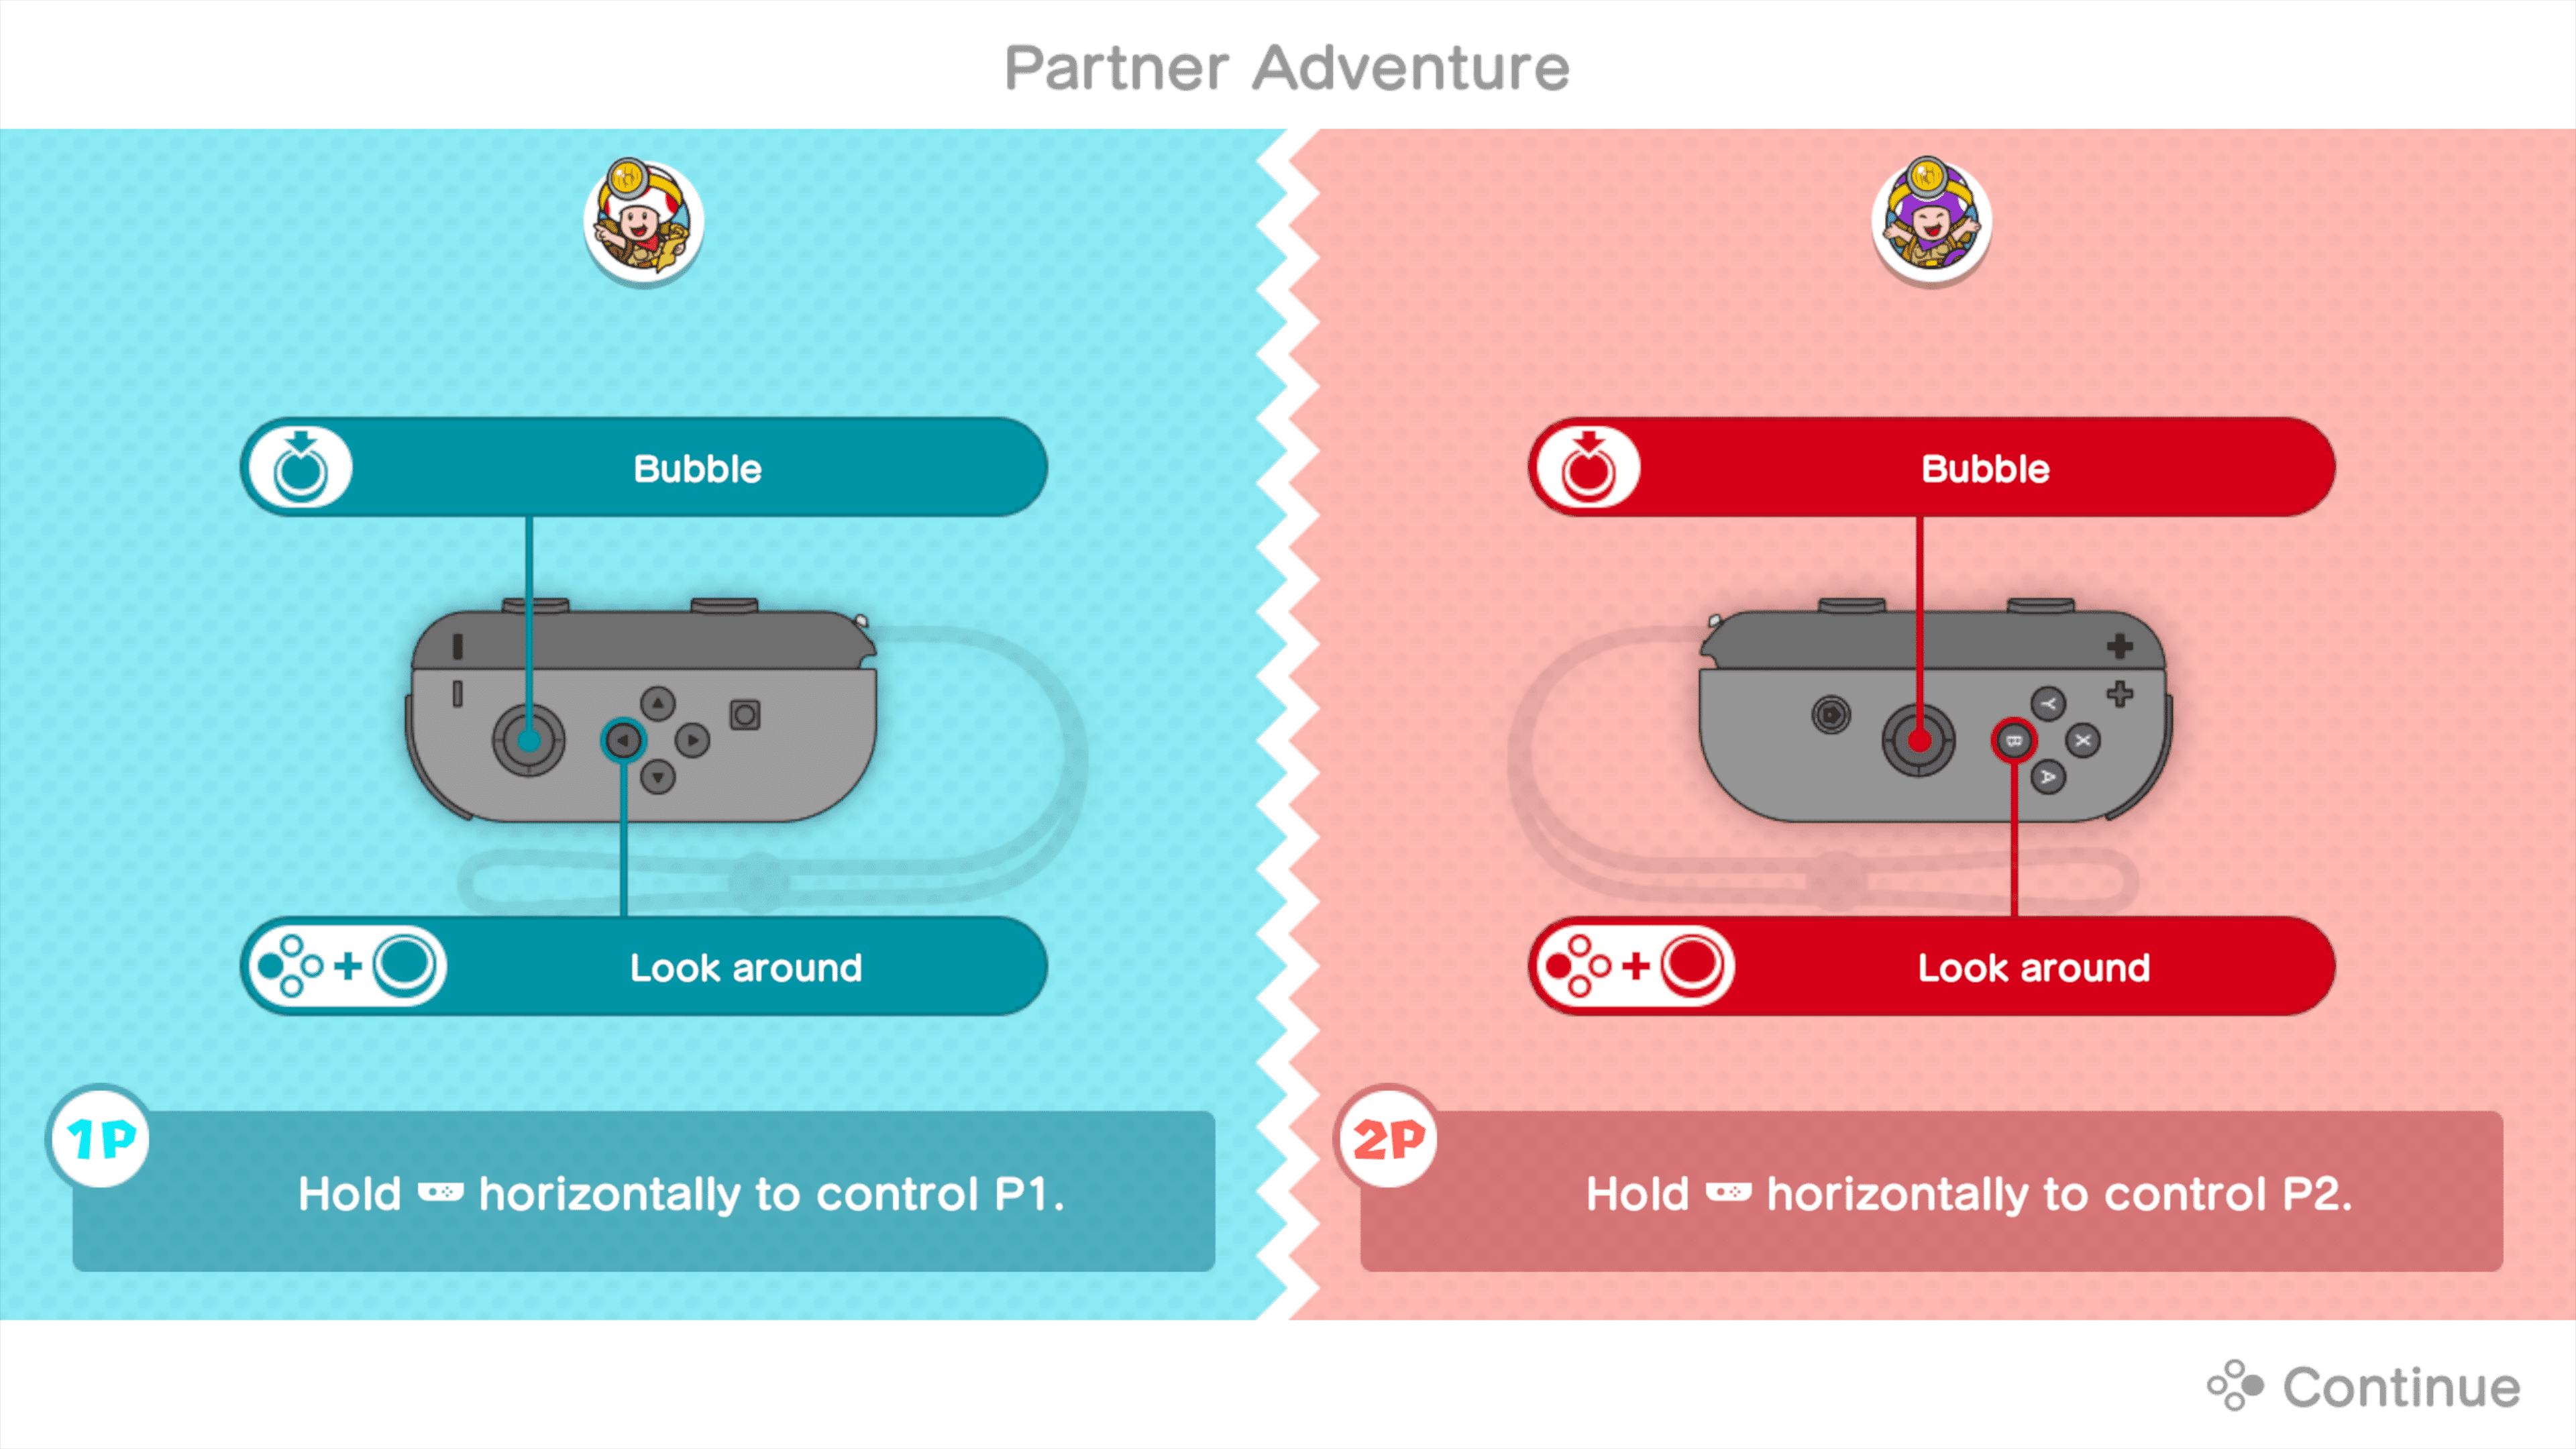 Partner Adventure
Bubble
Look around
1P
Hold horizontally to control P1.
Bubble
Y
B
X
A
Look around
2P
Hold horizontally to control P2.
Continue